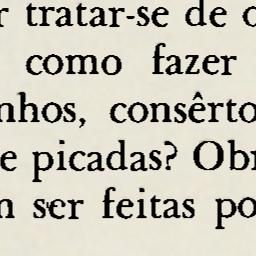 r tratar-se de o
como fazer
nhos, consêrto
e picadas? Obr
n ser feitas po